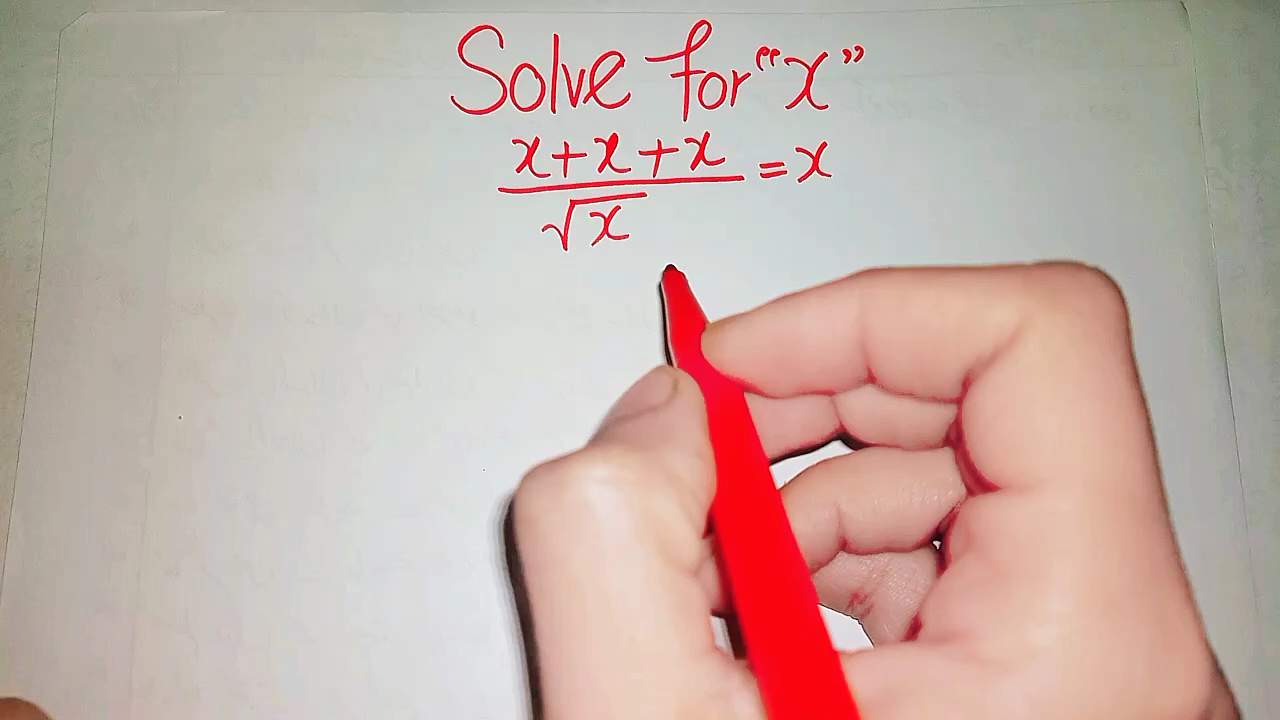 Solve for "x"
x+x+x
=x
√x